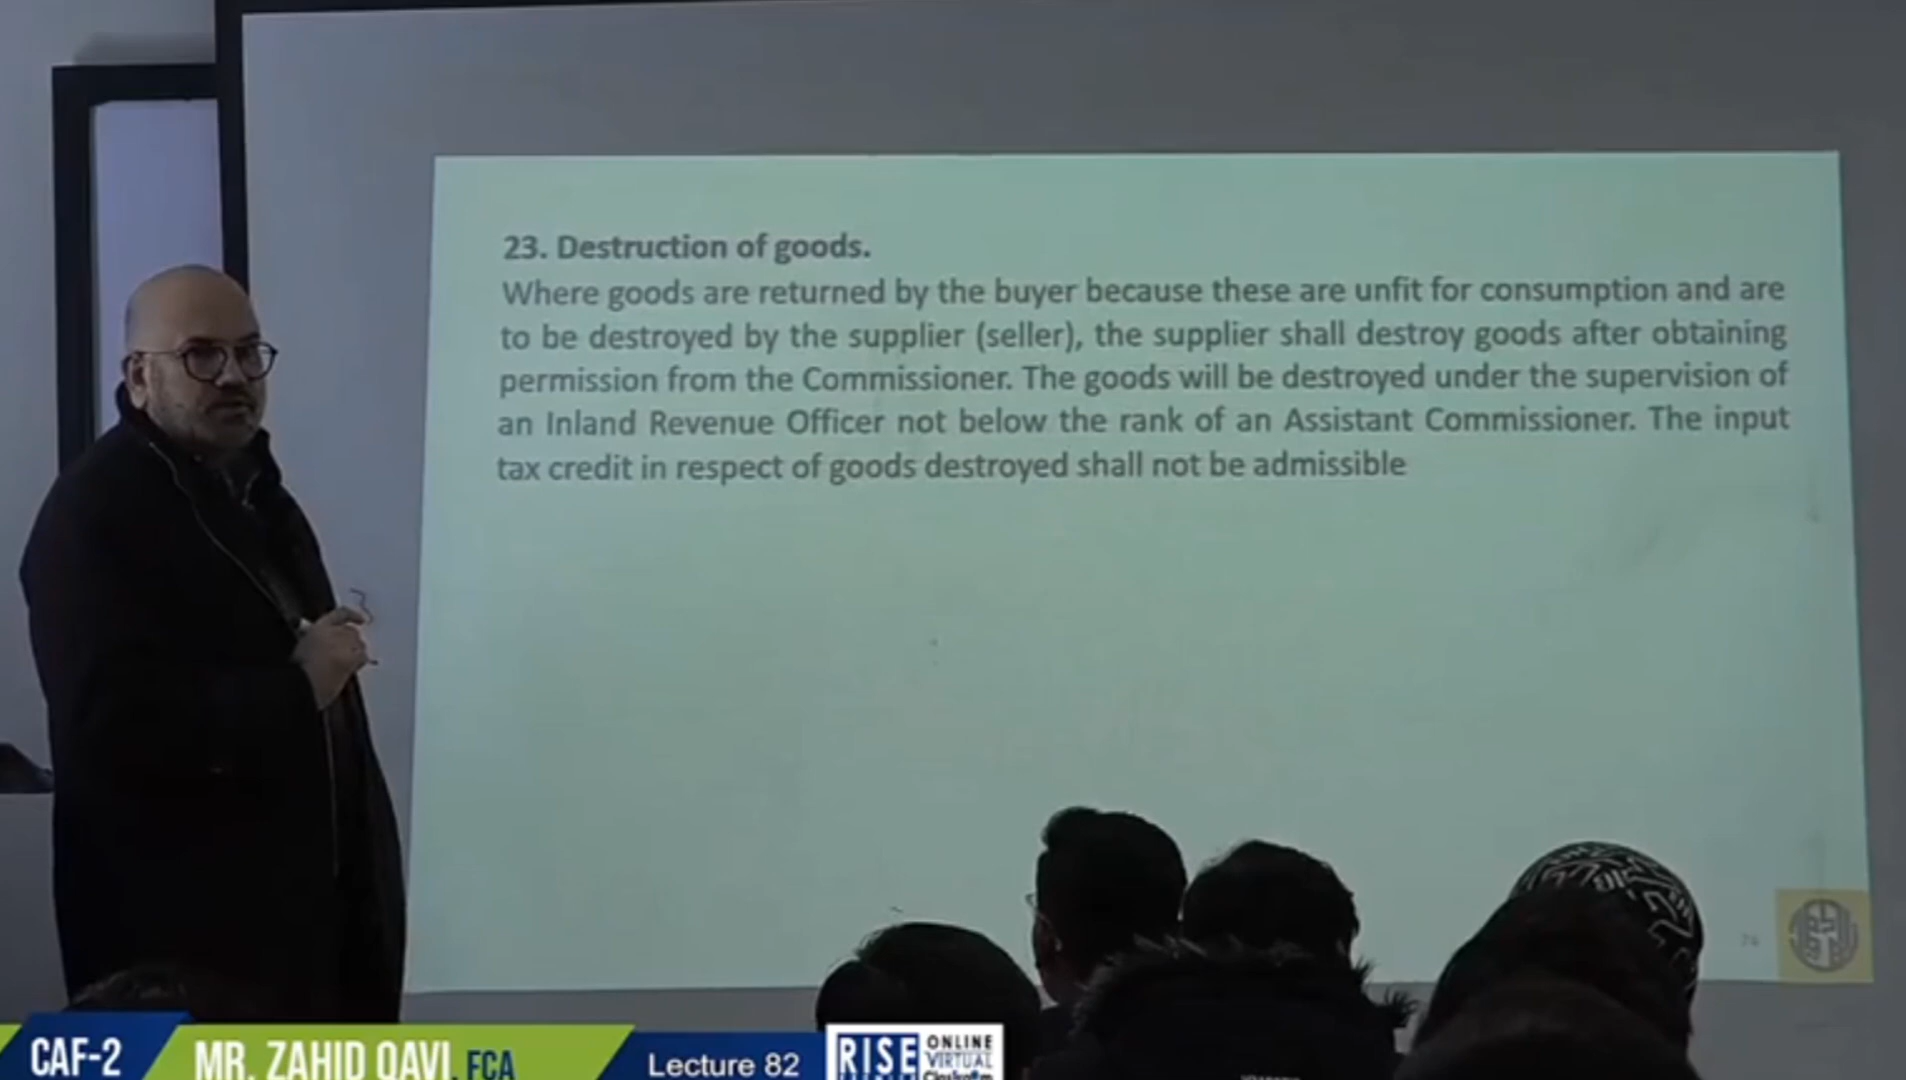 23. Destruction of goods.
Where goods are returned by the buyer because these are unfit for consumption and are
to be destroyed by the supplier (seller), the supplier shall destroy goods after obtaining
permission from the Commissioner. The goods will be destroyed under the supervision of
an Inland Revenue Officer not below the rank of an Assistant Commissioner. The input
tax credit in respect of goods destroyed shall not be admissible
CAF-2
MR. ZAHID QAVI, FCA
Lecture 82
RISE
ONLINE
VIRTUAL